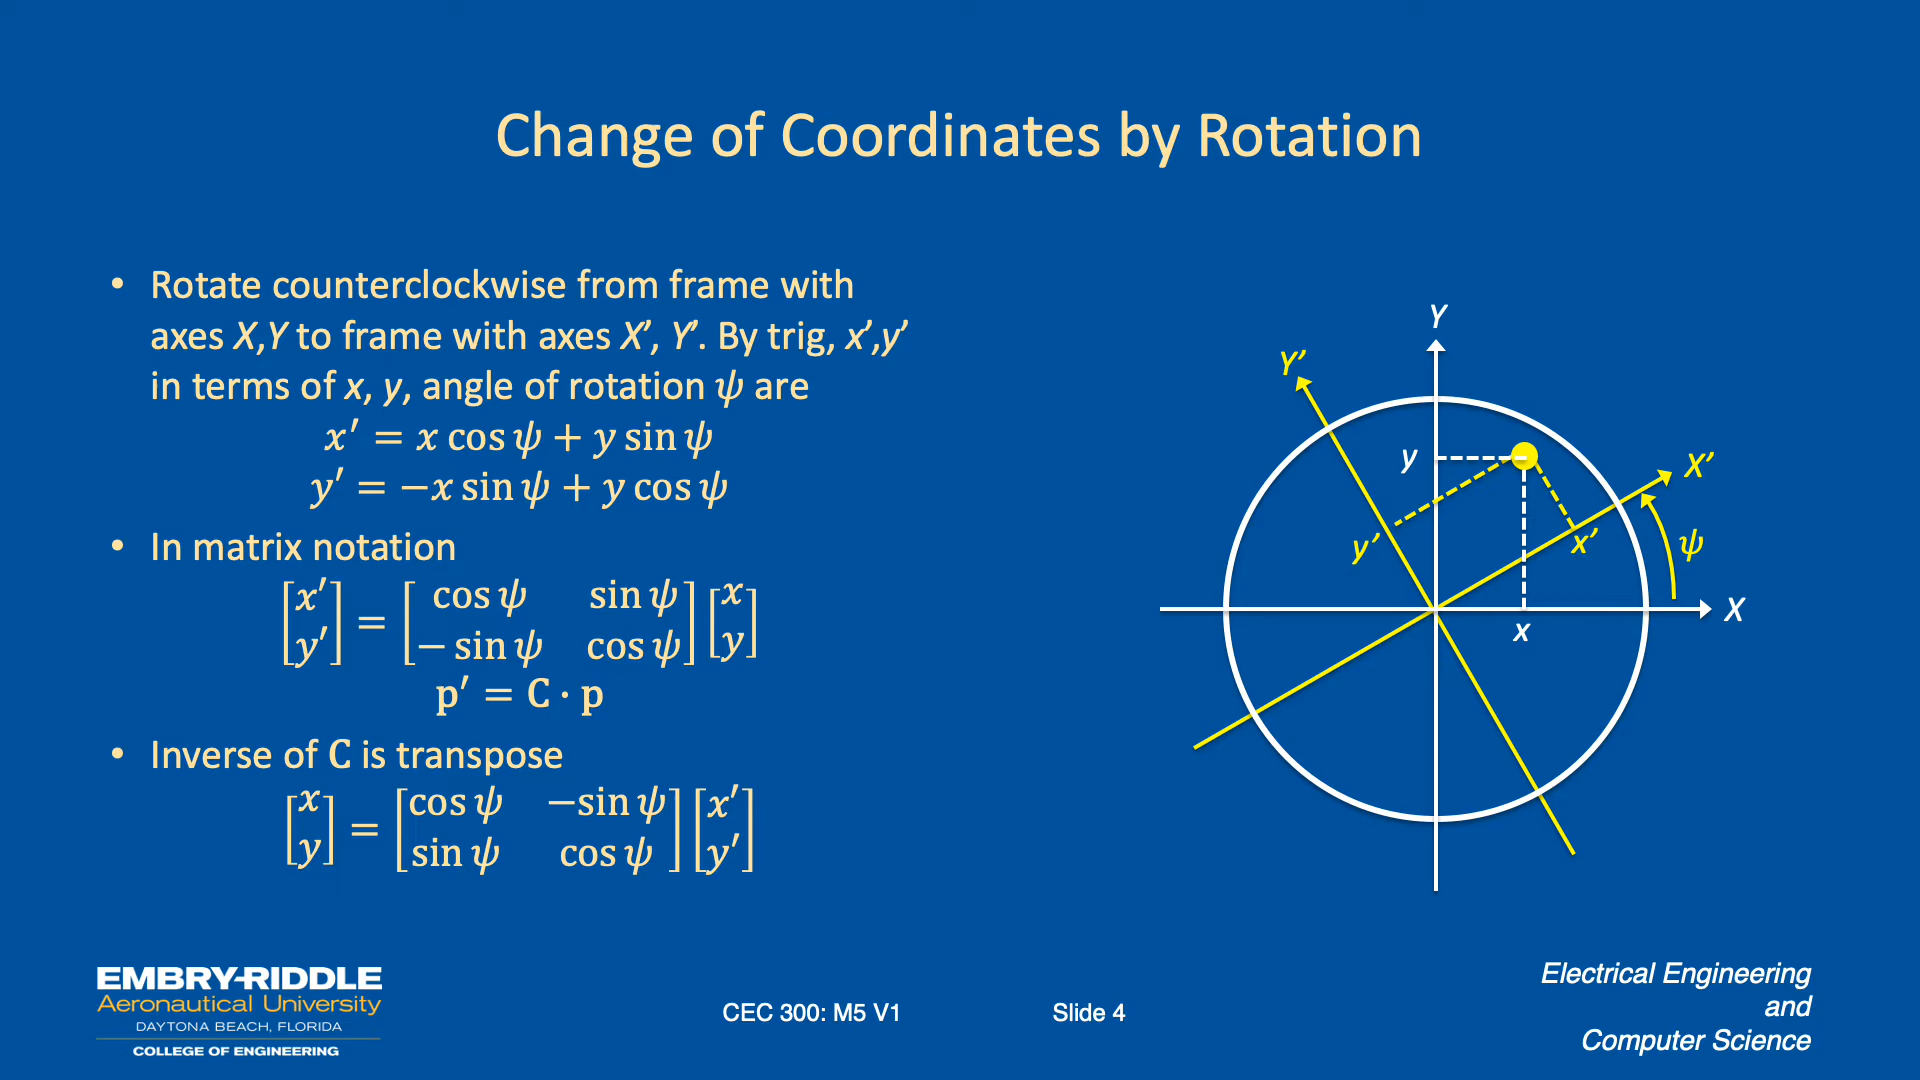 Change of Coordinates by Rotation
• Rotate counterclockwise from frame with
axes X,Y to frame with axes X’, Y’. By trig, x’,y’
in terms of x, y, angle of rotation ψ are
x′ = x cos ψ + y sin ψ
y′ = −x sin ψ + y cos ψ
• In matrix notation
[x′ y′] = [cos ψ sin ψ − sin ψ cos ψ] [x y]
p′ = C · p
• Inverse of C is transpose
[x y] = [cos ψ −sin ψ sin ψ cos ψ] [x′ y′]
Y
Y’
y
X’
y’
x’
ψ
X
x
EMBRY-RIDDLE
Aeronautical University
DAYTONA BEACH, FLORIDA
COLLEGE OF ENGINEERING
CEC 300: M5 V1
Slide 4
Electrical Engineering
and
Computer Science